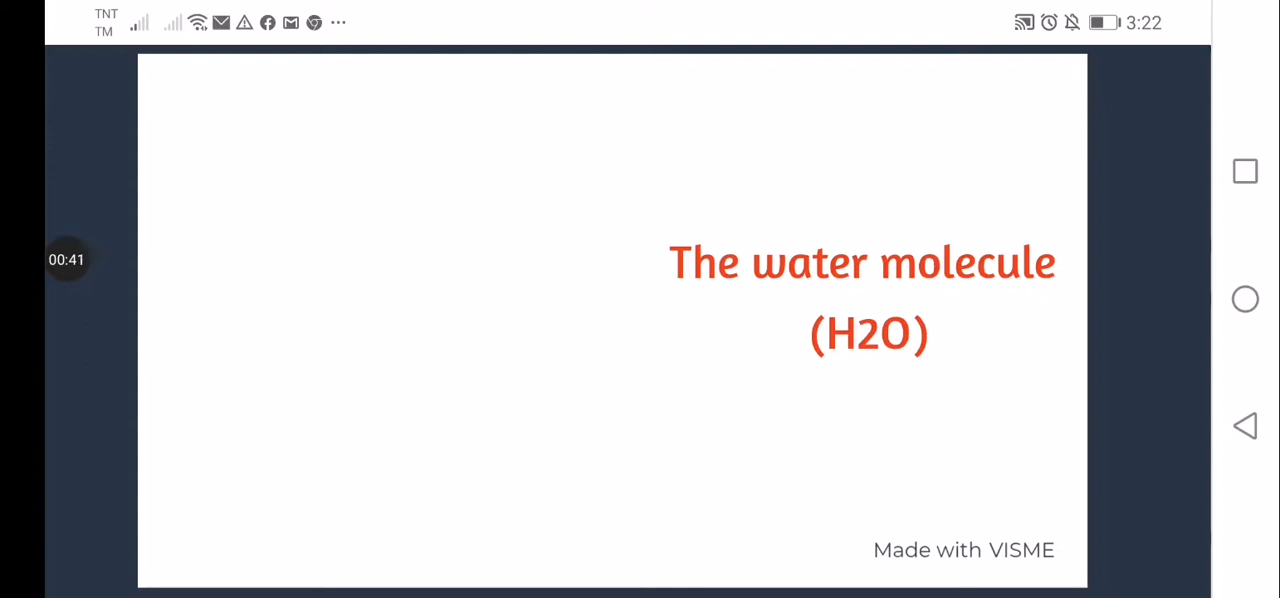 TNT
TM
3:22
00:41
The water molecule
(H2O)
Made with VISME